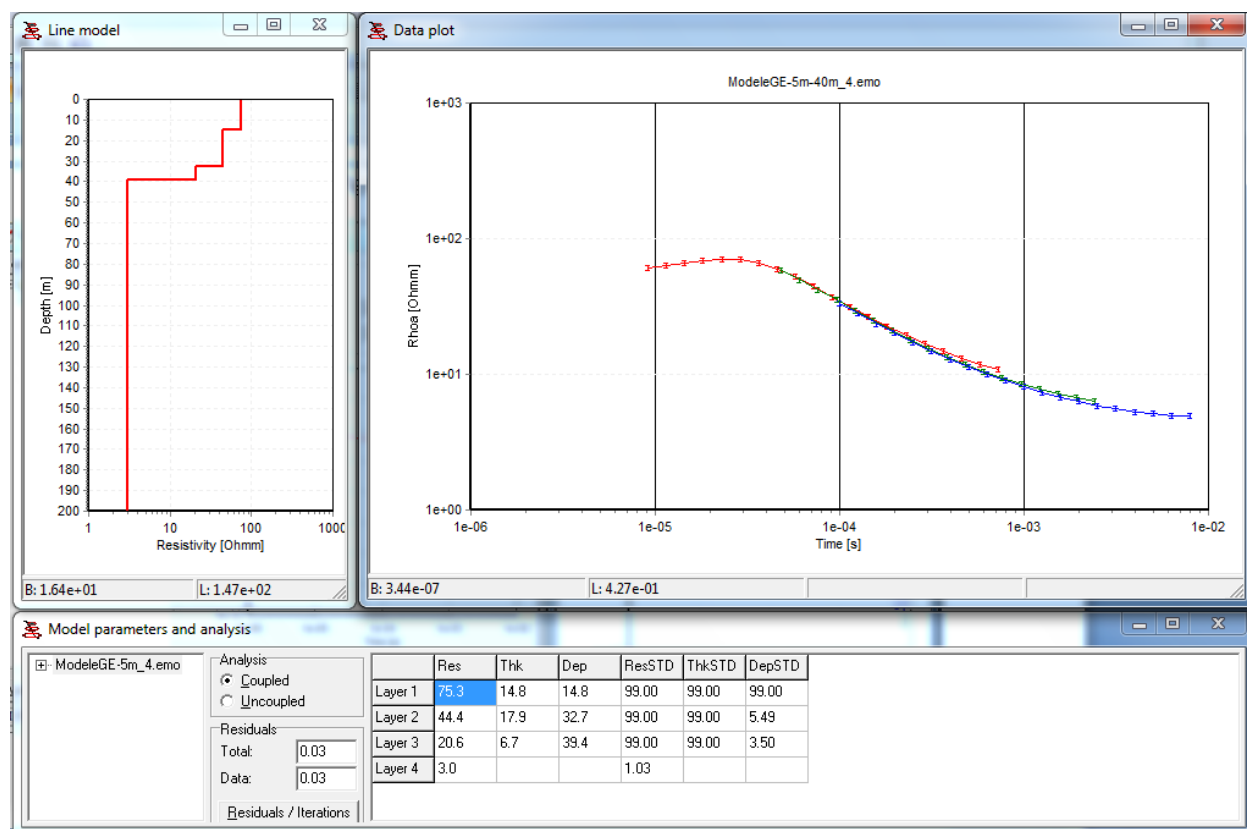 Line model
0
10
20
30
40
50
60
70
80
90
100
110
120
130
140
150
160
170
180
190
200
Depth [m]
1 10 100 1000
Resistivity [Ohmm]
B: 1.64e+01 L: 1.47e+02
Data plot
ModeleGE-5m-40m_4.emo
1e+03
1e+02
1e+01
1e+00
Rhoa [Ohmm]
1e-06 1e-05 1e-04 1e-03 1e-02
Time [s]
B: 3.44e-07 L: 4.27e-01
Model parameters and analysis
ModeleGE-5m_4.emo
Analysis
Coupled
Uncoupled
Residuals
Total: 0.03
Data: 0.03
Residuals / Iterations
Res Thk Dep ResSTD ThkSTD DepSTD
Layer 1 75.3 14.8 14.8 99.00 99.00 99.00
Layer 2 44.4 17.9 32.7 99.00 99.00 5.49
Layer 3 20.6 6.7 39.4 99.00 99.00 3.50
Layer 4 3.0 1.03